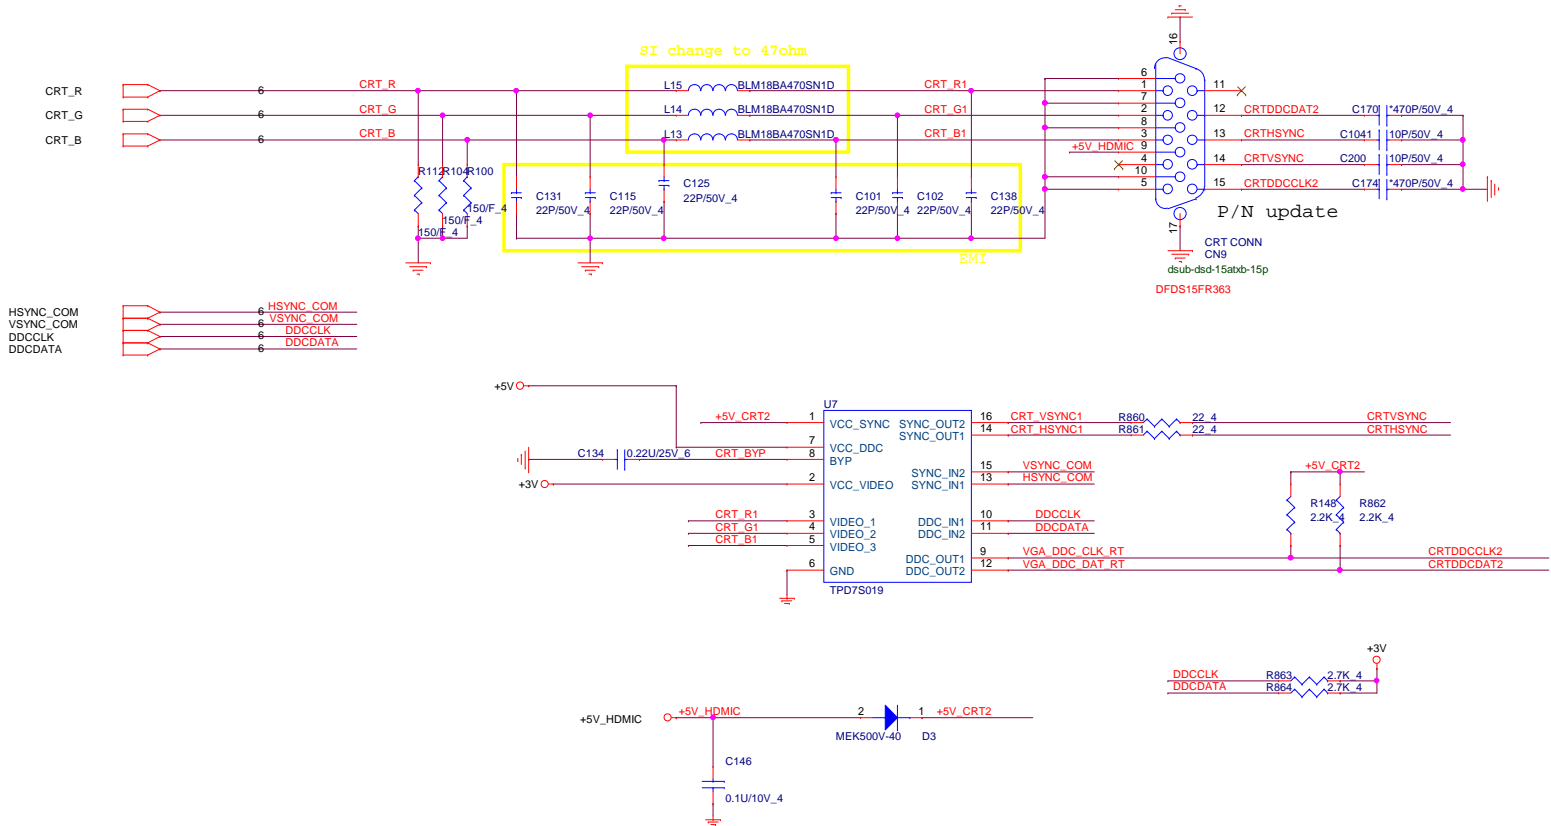 SI change to 47ohm
16
CRT_R 6 CRT_R L15 BLM18BA470SN1D CRT_R1
CRT_G 6 CRT_G L14 BLM18BA470SN1D CRT_G1
CRT_B 6 CRT_B L13 BLM18BA470SN1D CRT_B1
6
1
7
2
8
3
+5V_HDMIC 9
4
10
5
11
12 CRTDDCDAT2 C170 *470P/50V_4
13 CRTHSYNC C1041 10P/50V_4
14 CRTVSYNC C200 10P/50V_4
15 CRTDDCCLK2 C174 *470P/50V_4
P/N update
17
CRT CONN
CN9
dsub-dsd-15atxb-15p
DFDS15FR363
R112 R104 R100
150/F_4
150/F_4
150/F_4
C131
22P/50V_4
C115
22P/50V_4
C125
22P/50V_4
C101
22P/50V_4
C102
22P/50V_4
C138
22P/50V_4
EMI
HSYNC_COM 6 HSYNC_COM
VSYNC_COM 6 VSYNC_COM
DDCCLK 6 DDCCLK
DDCDATA 6 DDCDATA
+5V
U7
+5V_CRT2 1 VCC_SYNC
7 VCC_DDC
C134 0.22U/25V_6 CRT_BYP 8 BYP
+3V 2 VCC_VIDEO
CRT_R1 3 VIDEO_1
CRT_G1 4 VIDEO_2
CRT_B1 5 VIDEO_3
6 GND
SYNC_OUT2 16 CRT_VSYNC1 R860 22_4 CRTVSYNC
SYNC_OUT1 14 CRT_HSYNC1 R861 22_4 CRTHSYNC
SYNC_IN2 15 VSYNC_COM
SYNC_IN1 13 HSYNC_COM
DDC_IN1 10 DDCCLK
DDC_IN2 11 DDCDATA
DDC_OUT1 9 VGA_DDC_CLK_RT CRTDDCCLK2
DDC_OUT2 12 VGA_DDC_DAT_RT CRTDDCDAT2
TPD7S019
+5V_CRT2
R148
2.2K_4
R862
2.2K_4
+3V
DDCCLK R863 2.7K_4
DDCDATA R864 2.7K_4
+5V_HDMIC +5V_HDMIC 2 1 +5V_CRT2
MEK500V-40 D3
C146
0.1U/10V_4